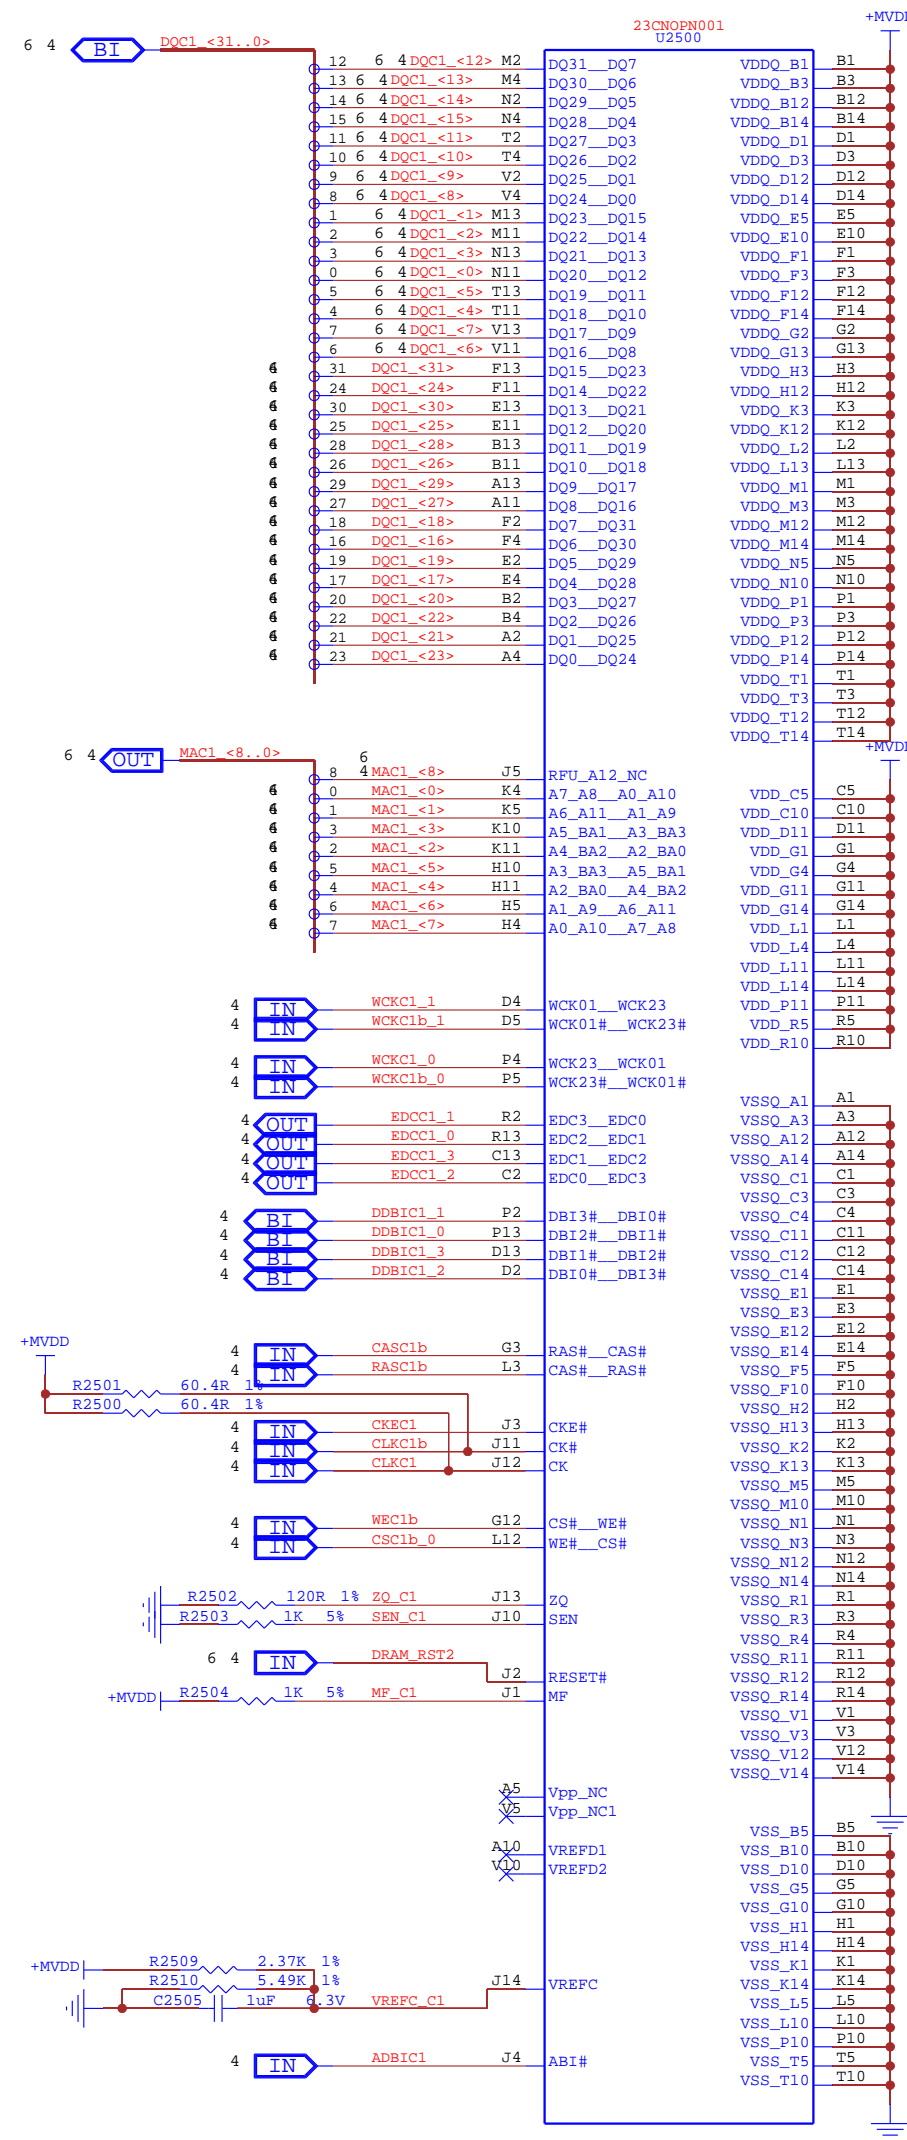 23CNOPN001
U2500
+MVD
6 4 BI DQC1_<31..0>
12 6 4 DQC1_<12> M2 DQ31__DQ7 VDDQ_B1 B1
13 6 4 DQC1_<13> M4 DQ30__DQ6 VDDQ_B3 B3
14 6 4 DQC1_<14> N2 DQ29__DQ5 VDDQ_B12 B12
15 6 4 DQC1_<15> N4 DQ28__DQ4 VDDQ_B14 B14
11 6 4 DQC1_<11> T2 DQ27__DQ3 VDDQ_D1 D1
10 6 4 DQC1_<10> T4 DQ26__DQ2 VDDQ_D3 D3
9 6 4 DQC1_<9> V2 DQ25__DQ1 VDDQ_D12 D12
8 6 4 DQC1_<8> V4 DQ24__DQ0 VDDQ_D14 D14
1 6 4 DQC1_<1> M13 DQ23__DQ15 VDDQ_E5 E5
2 6 4 DQC1_<2> M11 DQ22__DQ14 VDDQ_E10 E10
3 6 4 DQC1_<3> N13 DQ21__DQ13 VDDQ_F1 F1
0 6 4 DQC1_<0> N11 DQ20__DQ12 VDDQ_F3 F3
5 6 4 DQC1_<5> T13 DQ19__DQ11 VDDQ_F12 F12
4 6 4 DQC1_<4> T11 DQ18__DQ10 VDDQ_F14 F14
7 6 4 DQC1_<7> V13 DQ17__DQ9 VDDQ_G2 G2
6 6 4 DQC1_<6> V11 DQ16__DQ8 VDDQ_G13 G13
31 DQC1_<31> F13 DQ15__DQ23 VDDQ_H3 H3
24 DQC1_<24> F11 DQ14__DQ22 VDDQ_H12 H12
30 DQC1_<30> E13 DQ13__DQ21 VDDQ_K3 K3
25 DQC1_<25> E11 DQ12__DQ20 VDDQ_K12 K12
28 DQC1_<28> B13 DQ11__DQ19 VDDQ_L2 L2
26 DQC1_<26> B11 DQ10__DQ18 VDDQ_L13 L13
29 DQC1_<29> A13 DQ9__DQ17 VDDQ_M1 M1
27 DQC1_<27> A11 DQ8__DQ16 VDDQ_M3 M3
18 DQC1_<18> F2 DQ7__DQ31 VDDQ_M12 M12
16 DQC1_<16> F4 DQ6__DQ30 VDDQ_M14 M14
19 DQC1_<19> E2 DQ5__DQ29 VDDQ_N5 N5
17 DQC1_<17> E4 DQ4__DQ28 VDDQ_N10 N10
20 DQC1_<20> B2 DQ3__DQ27 VDDQ_P1 P1
22 DQC1_<22> B4 DQ2__DQ26 VDDQ_P3 P3
21 DQC1_<21> A2 DQ1__DQ25 VDDQ_P12 P12
23 DQC1_<23> A4 DQ0__DQ24 VDDQ_P14 P14
VDDQ_T1 T1
VDDQ_T3 T3
VDDQ_T12 T12
VDDQ_T14 T14
6 4 OUT MAC1_<8..0> +MVD
8 6 4 MAC1_<8> J5 RFU_A12_NC
0 MAC1_<0> K4 A7_A8__A0_A10 VDD_C5 C5
1 MAC1_<1> K5 A6_A11__A1_A9 VDD_C10 C10
3 MAC1_<3> K10 A5_BA1__A3_BA3 VDD_D11 D11
2 MAC1_<2> K11 A4_BA2__A2_BA0 VDD_G1 G1
5 MAC1_<5> H10 A3_BA3__A5_BA1 VDD_G4 G4
4 MAC1_<4> H11 A2_BA0__A4_BA2 VDD_G11 G11
6 MAC1_<6> H5 A1_A9__A6_A11 VDD_G14 G14
7 MAC1_<7> H4 A0_A10__A7_A8 VDD_L1 L1
VDD_L4 L4
VDD_L11 L11
VDD_L14 L14
4 IN WCKC1_1 D4 WCK01__WCK23 VDD_P11 P11
4 IN WCKC1b_1 D5 WCK01#__WCK23# VDD_R5 R5
VDD_R10 R10
4 IN WCKC1_0 P4 WCK23__WCK01
4 IN WCKC1b_0 P5 WCK23#__WCK01#
VSSQ_A1 A1
4 OUT EDCC1_1 R2 EDC3__EDC0 VSSQ_A3 A3
4 OUT EDCC1_0 R13 EDC2__EDC1 VSSQ_A12 A12
4 OUT EDCC1_3 C13 EDC1__EDC2 VSSQ_A14 A14
4 OUT EDCC1_2 C2 EDC0__EDC3 VSSQ_C1 C1
VSSQ_C3 C3
4 BI DDBIC1_1 P2 DBI3#__DBI0# VSSQ_C4 C4
4 BI DDBIC1_0 P13 DBI2#__DBI1# VSSQ_C11 C11
4 BI DDBIC1_3 D13 DBI1#__DBI2# VSSQ_C12 C12
4 BI DDBIC1_2 D2 DBI0#__DBI3# VSSQ_C14 C14
VSSQ_E1 E1
VSSQ_E3 E3
+MVDD VSSQ_E12 E12
4 IN CASC1b G3 RAS#__CAS# VSSQ_E14 E14
4 IN RASC1b L3 CAS#__RAS# VSSQ_F5 F5
R2501 60.4R 1% VSSQ_F10 F10
R2500 60.4R 1% VSSQ_H2 H2
4 IN CKEC1 J3 CKE# VSSQ_H13 H13
4 IN CLKC1b J11 CK# VSSQ_K2 K2
4 IN CLKC1 J12 CK VSSQ_K13 K13
VSSQ_M5 M5
VSSQ_M10 M10
4 IN WEC1b G12 CS#__WE# VSSQ_N1 N1
4 IN CSC1b_0 L12 WE#__CS# VSSQ_N3 N3
VSSQ_N12 N12
VSSQ_N14 N14
R2502 120R 1% ZQ_C1 J13 ZQ VSSQ_R1 R1
R2503 1K 5% SEN_C1 J10 SEN VSSQ_R3 R3
VSSQ_R4 R4
6 4 IN DRAM_RST2 VSSQ_R11 R11
J2 RESET# VSSQ_R12 R12
+MVDD R2504 1K 5% MF_C1 J1 MF VSSQ_R14 R14
VSSQ_V1 V1
VSSQ_V3 V3
VSSQ_V12 V12
VSSQ_V14 V14
A5 Vpp_NC
V5 Vpp_NC1
VSS_B5 B5
A10 VREFD1 VSS_B10 B10
V10 VREFD2 VSS_D10 D10
VSS_G5 G5
VSS_G10 G10
VSS_H1 H1
VSS_H14 H14
+MVDD R2509 2.37K 1% VSS_K1 K1
R2510 5.49K 1% J14 VREFC VSS_K14 K14
C2505 1uF 6.3V VREFC_C1 VSS_L5 L5
VSS_L10 L10
VSS_P10 P10
4 IN ADBIC1 J4 ABI# VSS_T5 T5
VSS_T10 T10